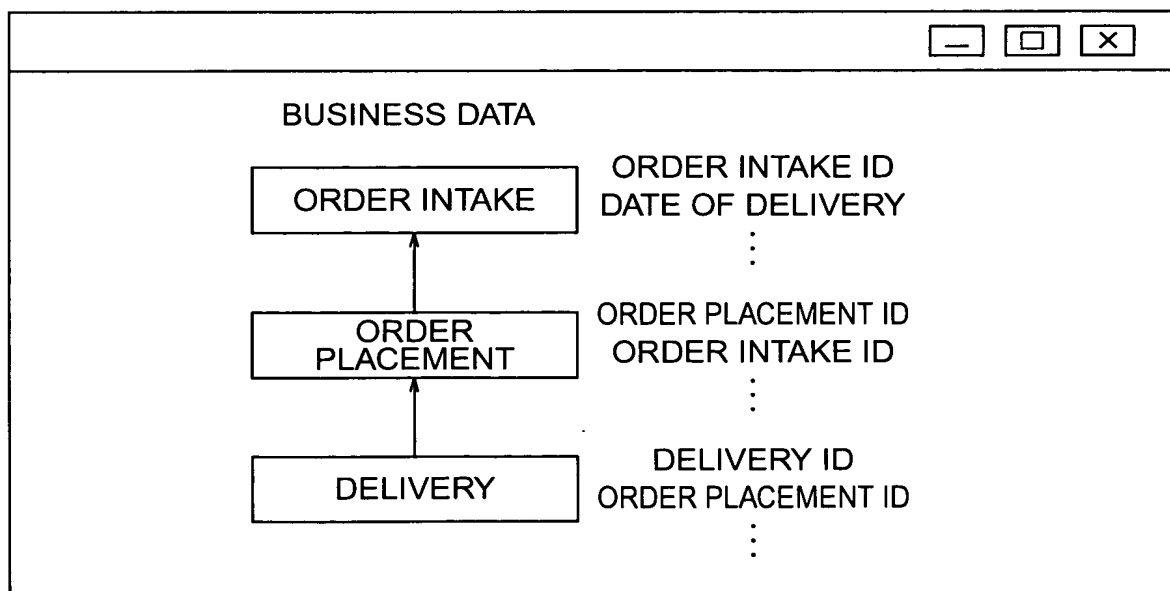 BUSINESS DATA
ORDER INTAKE
ORDER INTAKE ID
DATE OF DELIVERY
ORDER
PLACEMENT
ORDER PLACEMENT ID
ORDER INTAKE ID
DELIVERY
DELIVERY ID
ORDER PLACEMENT ID